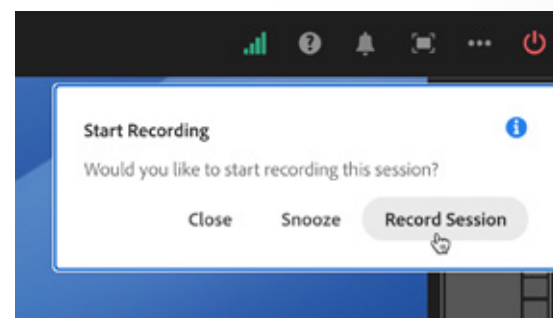 Start Recording
Would you like to start recording this session?
Close Snooze Record Session